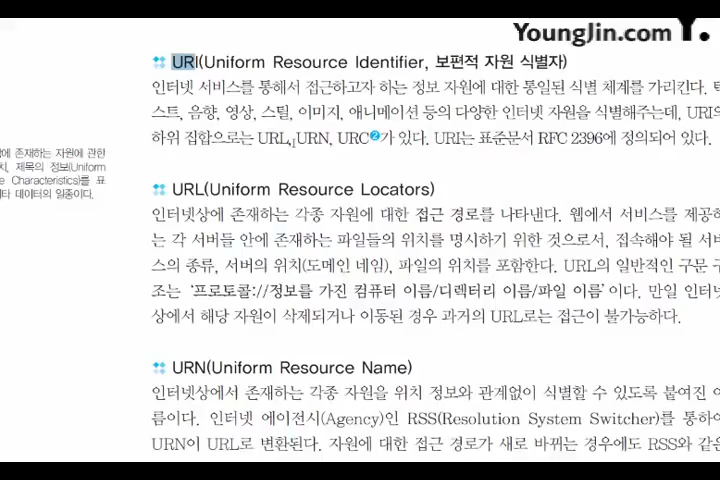 YoungJin.com Y.
URI(Uniform Resource Identifier, 보편적 자원 식별자)
인터넷 서비스를 통해서 접근하고자 하는 정보 자원에 대한 통일된 식별 체계를 가리킨다. 텍
스트, 음향, 영상, 스틸, 이미지, 애니메이션 등의 다양한 인터넷 자원을 식별해주는데, URI의
하위 집합으로는 URL, URN, URC❷가 있다. URI는 표준문서 RFC 2396에 정의되어 있다.
에 존재하는 자원에 관한
치, 제목의 정보(Uniform
e Characteristics)를 표
타 데이터의 일종이다.
URL(Uniform Resource Locators)
인터넷상에 존재하는 각종 자원에 대한 접근 경로를 나타낸다. 웹에서 서비스를 제공하
는 각 서버들 안에 존재하는 파일들의 위치를 명시하기 위한 것으로서, 접속해야 될 서비
스의 종류, 서버의 위치(도메인 네임), 파일의 위치를 포함한다. URL의 일반적인 구문 구
조는 ‘프로토콜://정보를 가진 컴퓨터 이름/디렉터리 이름/파일 이름’이다. 만일 인터넷
상에서 해당 자원이 삭제되거나 이동된 경우 과거의 URL로는 접근이 불가능하다.
URN(Uniform Resource Name)
인터넷상에서 존재하는 각종 자원을 위치 정보와 관계없이 식별할 수 있도록 붙여진 이
름이다. 인터넷 에이전시(Agency)인 RSS(Resolution System Switcher)를 통하여
URN이 URL로 변환된다. 자원에 대한 접근 경로가 새로 바뀌는 경우에도 RSS와 같은